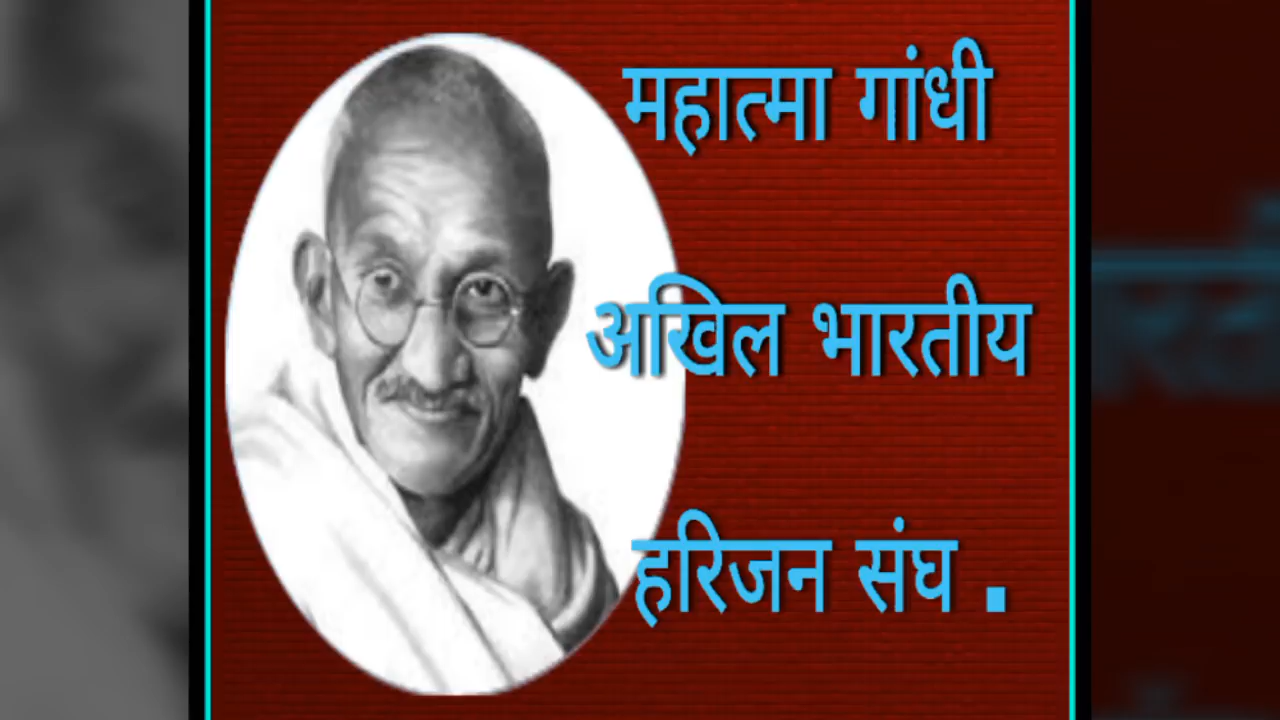 महात्मा गांधी
अखिल भारतीय
हरिजन संघ .